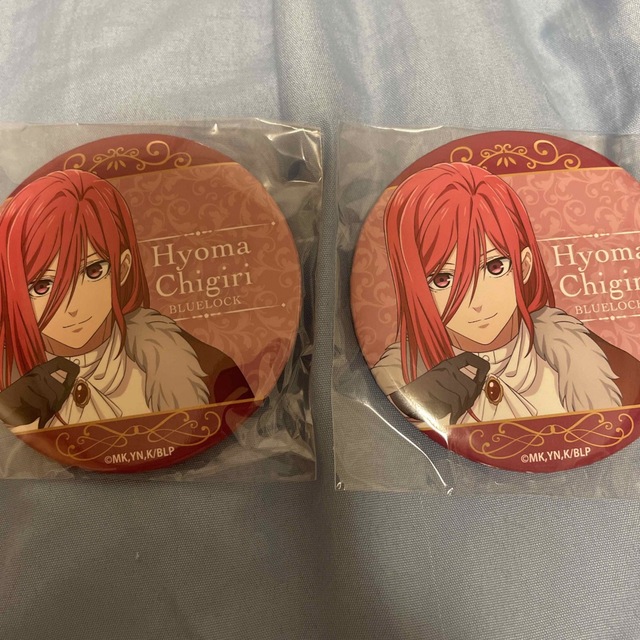 Hyoma
Chigiri
BLUELOCK
©MK,YN,K/BLP
Hyoma
Chigiri
BLUELOCK
©MK,YN,K/BLP